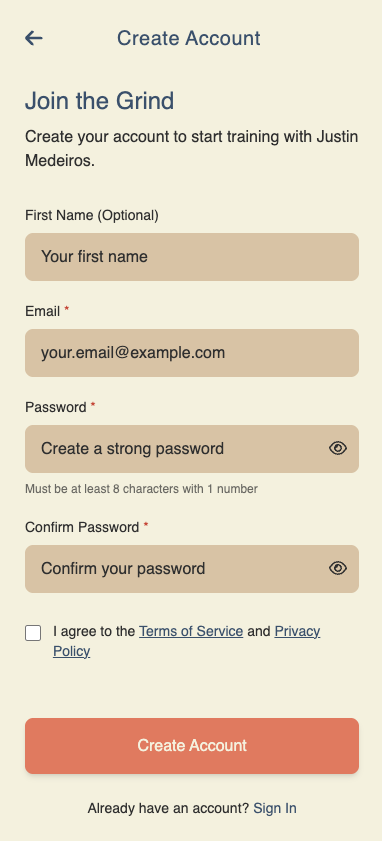 Create Account
Join the Grind
Create your account to start training with Justin
Medeiros.
First Name (Optional)
Your first name
Email *
your.email@example.com
Password *
Create a strong password
Must be at least 8 characters with 1 number
Confirm Password *
Confirm your password
I agree to the Terms of Service and Privacy
Policy
Create Account
Already have an account? Sign In